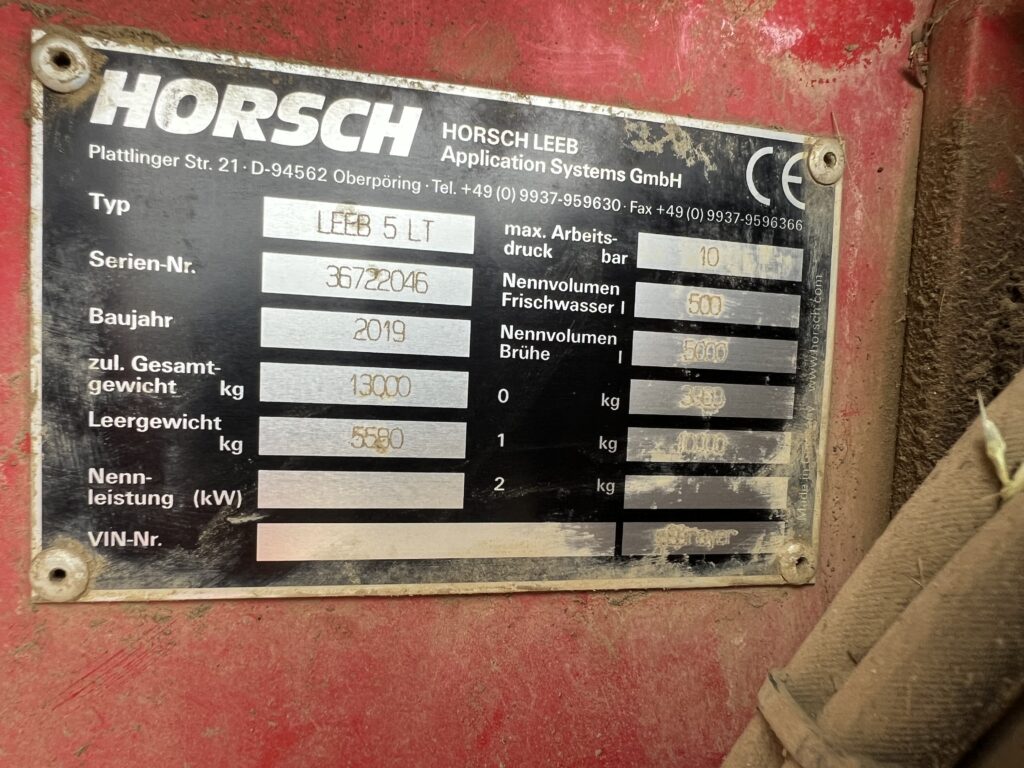 HORSCH
HORSCH LEEB
Application Systems GmbH
CE
Plattlinger Str. 21 · D-94562 Oberpöring · Tel. +49 (0) 9937-959630 · Fax +49 (0) 9937-9596366
Typ LEEB 5 LT
Serien-Nr. 36722046
Baujahr 2019
zul. Gesamt-
gewicht kg 13000
Leergewicht
kg 5580
Nenn-
leistung (kW)
VIN-Nr.
max. Arbeits-
druck bar 10
Nennvolumen
Frischwasser l 500
Nennvolumen
Brühe l 5000
0 kg
1 kg 10000
2 kg
Made in www.horsch.com